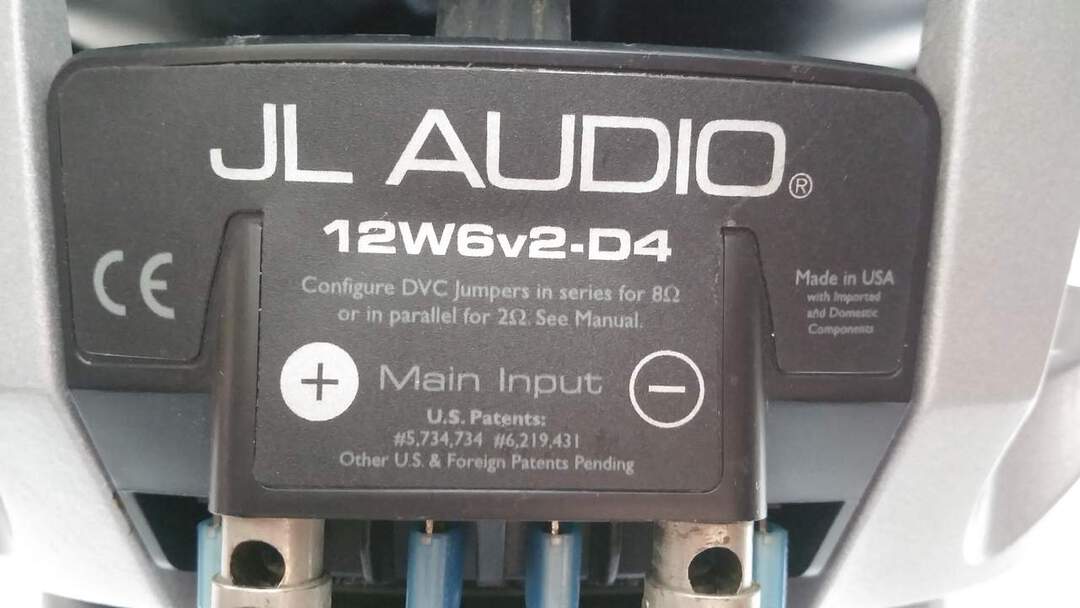 JL AUDIO®
12W6v2-D4
Configure DVC Jumpers in series for 8Ω
or in parallel for 2Ω. See Manual.
CE
Made in USA
with Imported
and Domestic
Components
+ Main Input −
U.S. Patents:
#5,734,734 #6,219,431
Other U.S. & Foreign Patents Pending